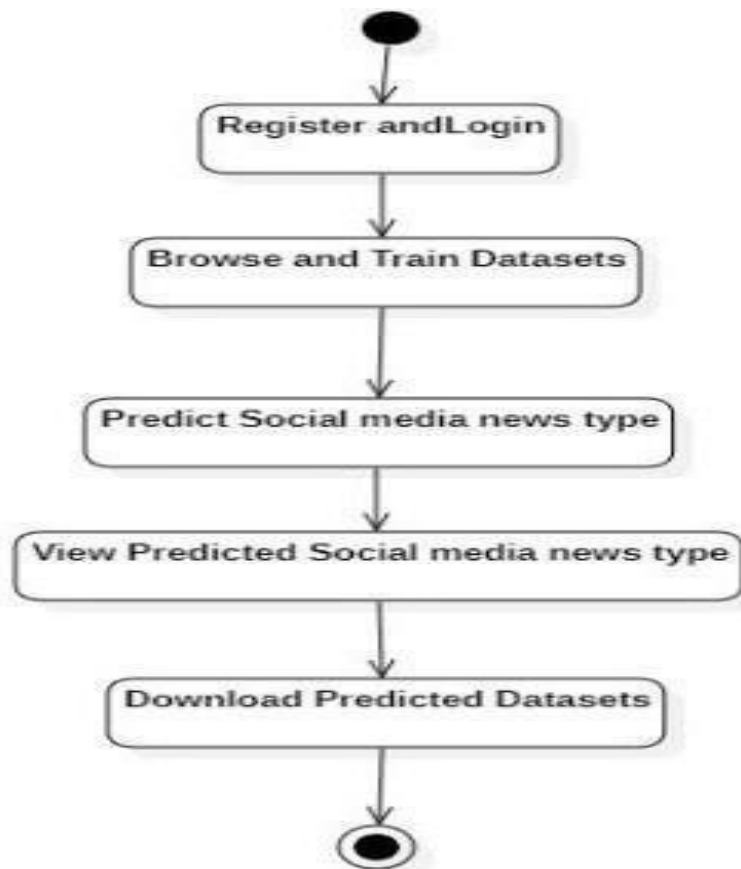 Register andLogin
Browse and Train Datasets
Predict Social media news type
View Predicted Social media news type
Download Predicted Datasets